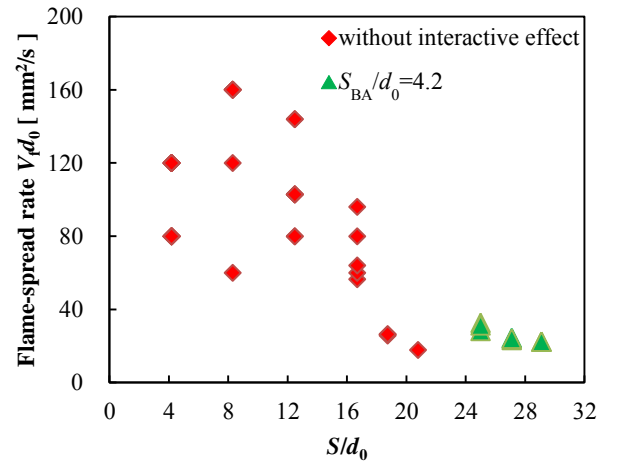 200
160
120
80
40
0
Flame-spread rate V_f d_0 [ mm²/s ]
without interactive effect
S_BA/d_0=4.2
0 4 8 12 16 20 24 28 32
S/d_0